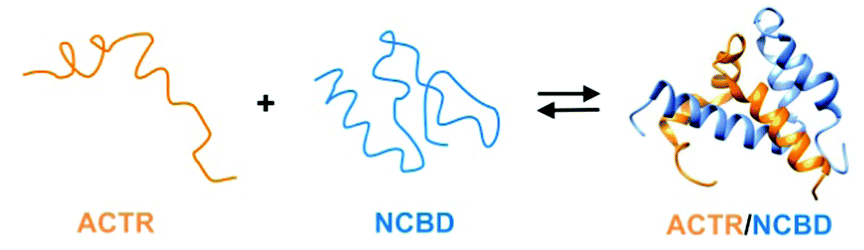 +
ACTR
NCBD
ACTR/NCBD